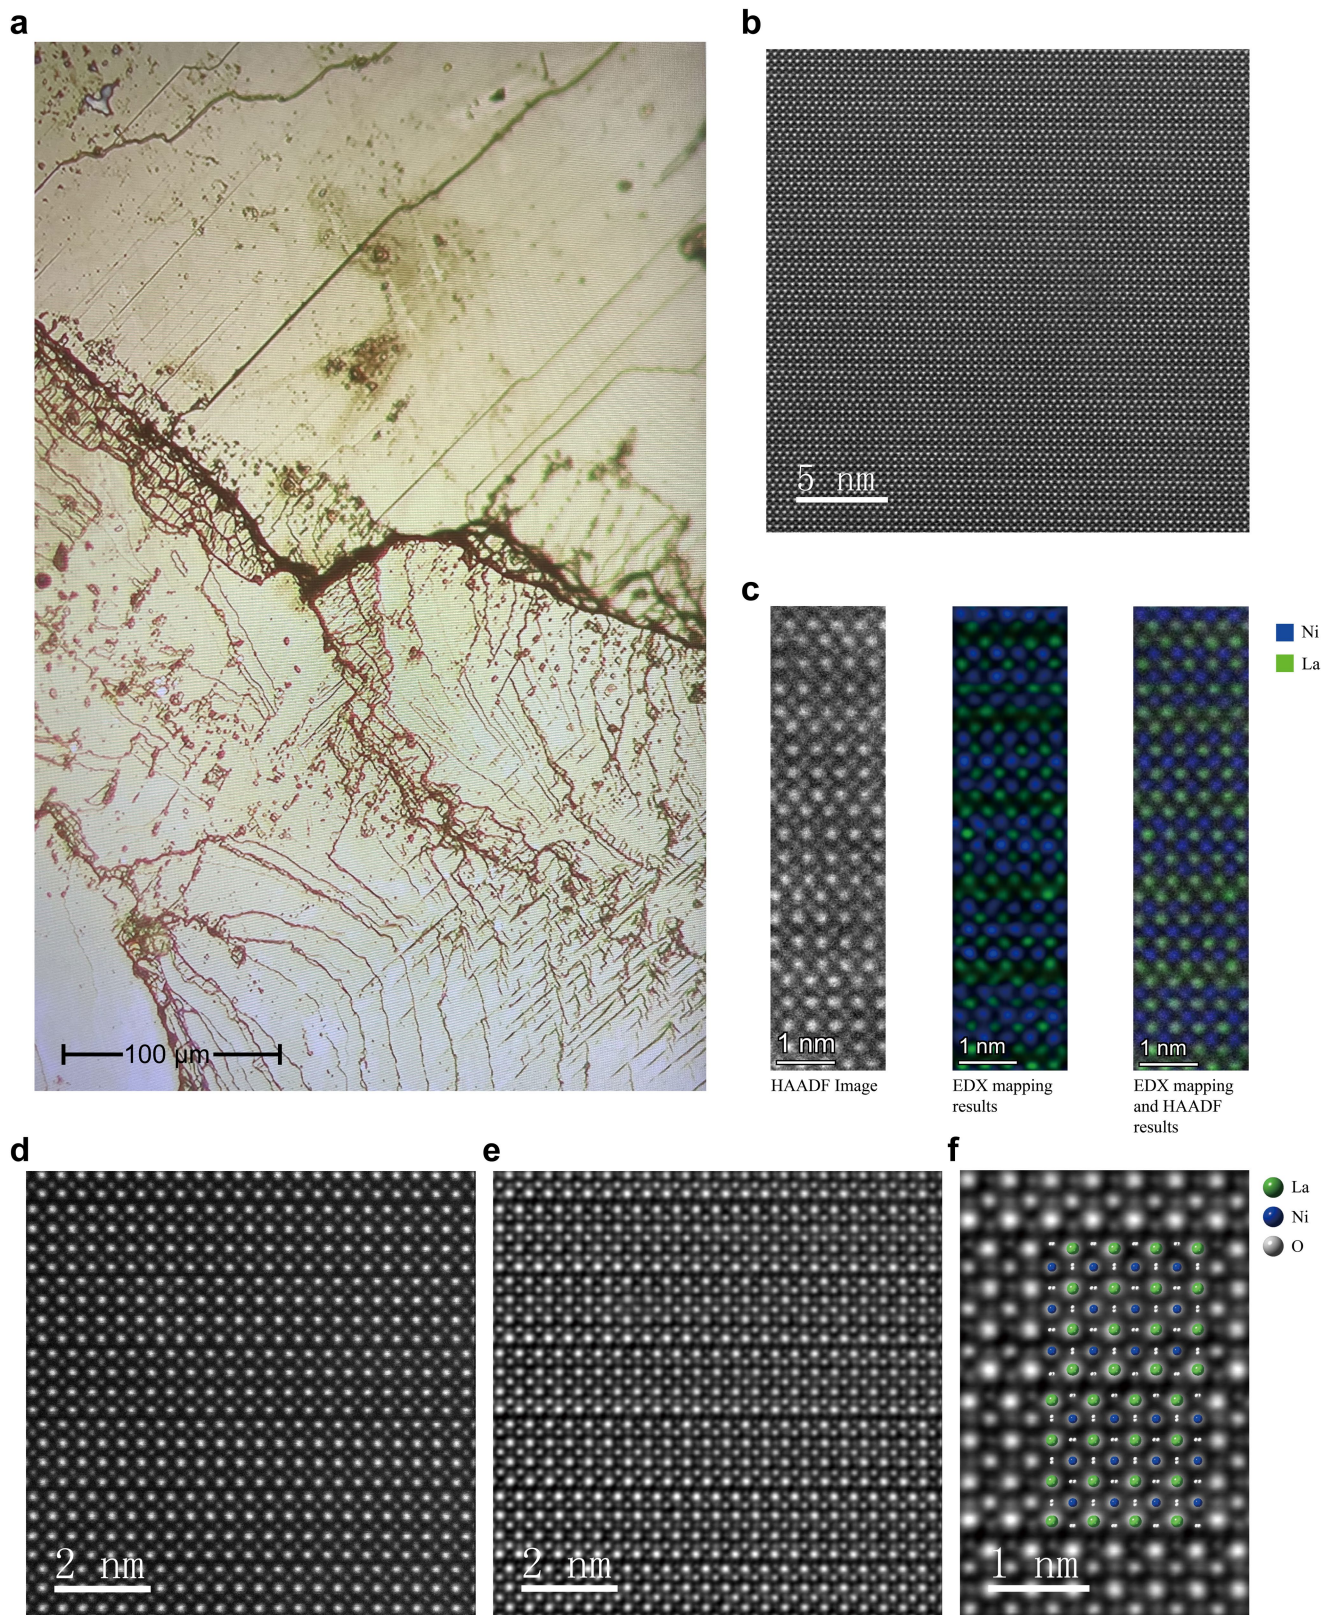 a
b
5 nm
c
Ni
La
1 nm
1 nm
1 nm
HAADF Image
EDX mapping
results
EDX mapping
and HAADF
results
100 µm
d
e
f
La
Ni
O
2 nm
2 nm
1 nm